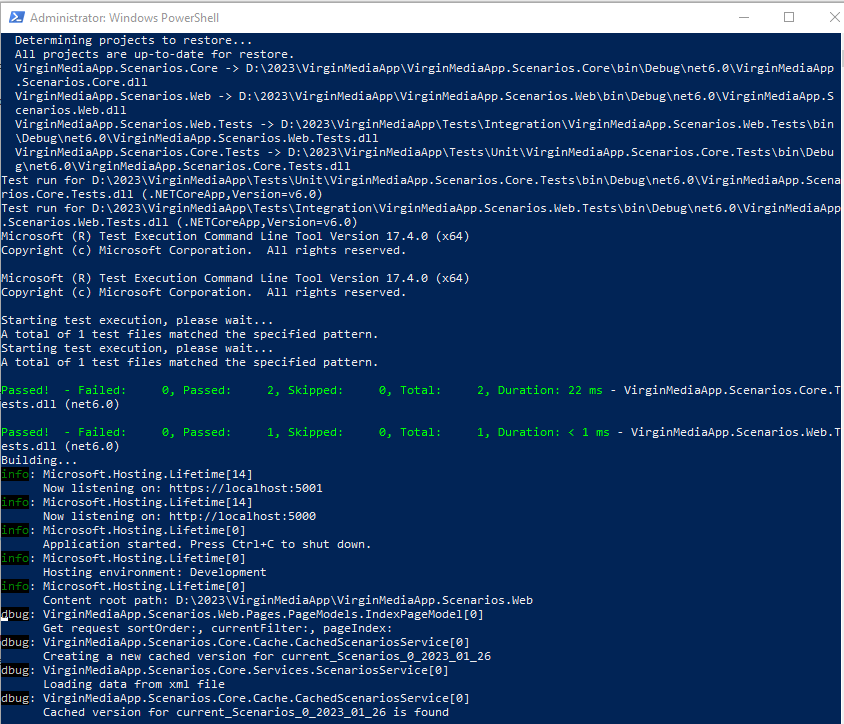 Administrator: Windows PowerShell
Determining projects to restore...
All projects are up-to-date for restore.
VirginMediaApp.Scenarios.Core -> D:\2023\VirginMediaApp\VirginMediaApp.Scenarios.Core\bin\Debug\net6.0\VirginMediaApp
.Scenarios.Core.dll
VirginMediaApp.Scenarios.Web -> D:\2023\VirginMediaApp\VirginMediaApp.Scenarios.Web\bin\Debug\net6.0\VirginMediaApp.S
cenarios.Web.dll
VirginMediaApp.Scenarios.Web.Tests -> D:\2023\VirginMediaApp\Tests\Integration\VirginMediaApp.Scenarios.Web.Tests\bin
\Debug\net6.0\VirginMediaApp.Scenarios.Web.Tests.dll
VirginMediaApp.Scenarios.Core.Tests -> D:\2023\VirginMediaApp\Tests\Unit\VirginMediaApp.Scenarios.Core.Tests\bin\Debu
g\net6.0\VirginMediaApp.Scenarios.Core.Tests.dll
Test run for D:\2023\VirginMediaApp\Tests\Unit\VirginMediaApp.Scenarios.Core.Tests\bin\Debug\net6.0\VirginMediaApp.Scena
rios.Core.Tests.dll (.NETCoreApp,Version=v6.0)
Test run for D:\2023\VirginMediaApp\Tests\Integration\VirginMediaApp.Scenarios.Web.Tests\bin\Debug\net6.0\VirginMediaApp
.Scenarios.Web.Tests.dll (.NETCoreApp,Version=v6.0)
Microsoft (R) Test Execution Command Line Tool Version 17.4.0 (x64)
Copyright (c) Microsoft Corporation.  All rights reserved.
Microsoft (R) Test Execution Command Line Tool Version 17.4.0 (x64)
Copyright (c) Microsoft Corporation.  All rights reserved.
Starting test execution, please wait...
A total of 1 test files matched the specified pattern.
Starting test execution, please wait...
A total of 1 test files matched the specified pattern.
Passed!  - Failed:     0, Passed:     2, Skipped:     0, Total:     2, Duration: 22 ms - VirginMediaApp.Scenarios.Core.T
ests.dll (net6.0)
Passed!  - Failed:     0, Passed:     1, Skipped:     0, Total:     1, Duration: < 1 ms - VirginMediaApp.Scenarios.Web.T
ests.dll (net6.0)
Building...
info: Microsoft.Hosting.Lifetime[14]
Now listening on: https://localhost:5001
info: Microsoft.Hosting.Lifetime[14]
Now listening on: http://localhost:5000
info: Microsoft.Hosting.Lifetime[0]
Application started. Press Ctrl+C to shut down.
info: Microsoft.Hosting.Lifetime[0]
Hosting environment: Development
info: Microsoft.Hosting.Lifetime[0]
Content root path: D:\2023\VirginMediaApp\VirginMediaApp.Scenarios.Web
dbug: VirginMediaApp.Scenarios.Web.Pages.PageModels.IndexPageModel[0]
Get request sortOrder:, currentFilter:, pageIndex:
dbug: VirginMediaApp.Scenarios.Core.Cache.CachedScenariosService[0]
Creating a new cached version for current_Scenarios_0_2023_01_26
dbug: VirginMediaApp.Scenarios.Core.Services.ScenariosService[0]
Loading data from xml file
dbug: VirginMediaApp.Scenarios.Core.Cache.CachedScenariosService[0]
Cached version for current_Scenarios_0_2023_01_26 is found